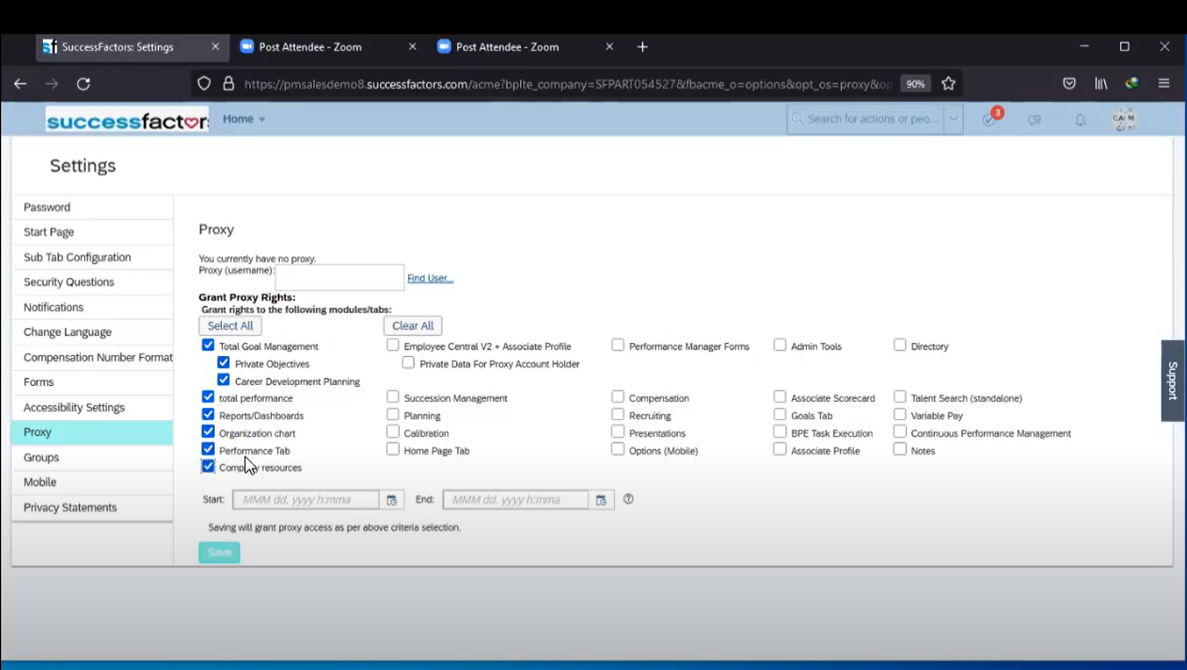 SuccessFactors: Settings
Post Attendee - Zoom
Post Attendee - Zoom
https://pmsalesdemo8.successfactors.com/acme?bplte_company=SFPART054527&fbacme_o=options&opt_os=proxy&op
90%
successfactors
Home
Search for actions or peo...
3
Settings
Password
Start Page
Sub Tab Configuration
Security Questions
Notifications
Change Language
Compensation Number Format
Forms
Accessibility Settings
Proxy
Groups
Mobile
Privacy Statements
Proxy
You currently have no proxy.
Proxy (username): Find User...
Grant Proxy Rights:
Grant rights to the following modules/tabs:
Select All Clear All
Total Goal Management Employee Central V2 + Associate Profile Performance Manager Forms Admin Tools Directory
Private Objectives Private Data For Proxy Account Holder
Career Development Planning
total performance Succession Management Compensation Associate Scorecard Talent Search (standalone)
Reports/Dashboards Planning Recruiting Goals Tab Variable Pay
Organization chart Calibration Presentations BPE Task Execution Continuous Performance Management
Performance Tab Home Page Tab Options (Mobile) Associate Profile Notes
Company resources
Start: MMM dd, yyyy h:mma End: MMM dd, yyyy h:mma
Saving will grant proxy access as per above criteria selection.
Save
Support